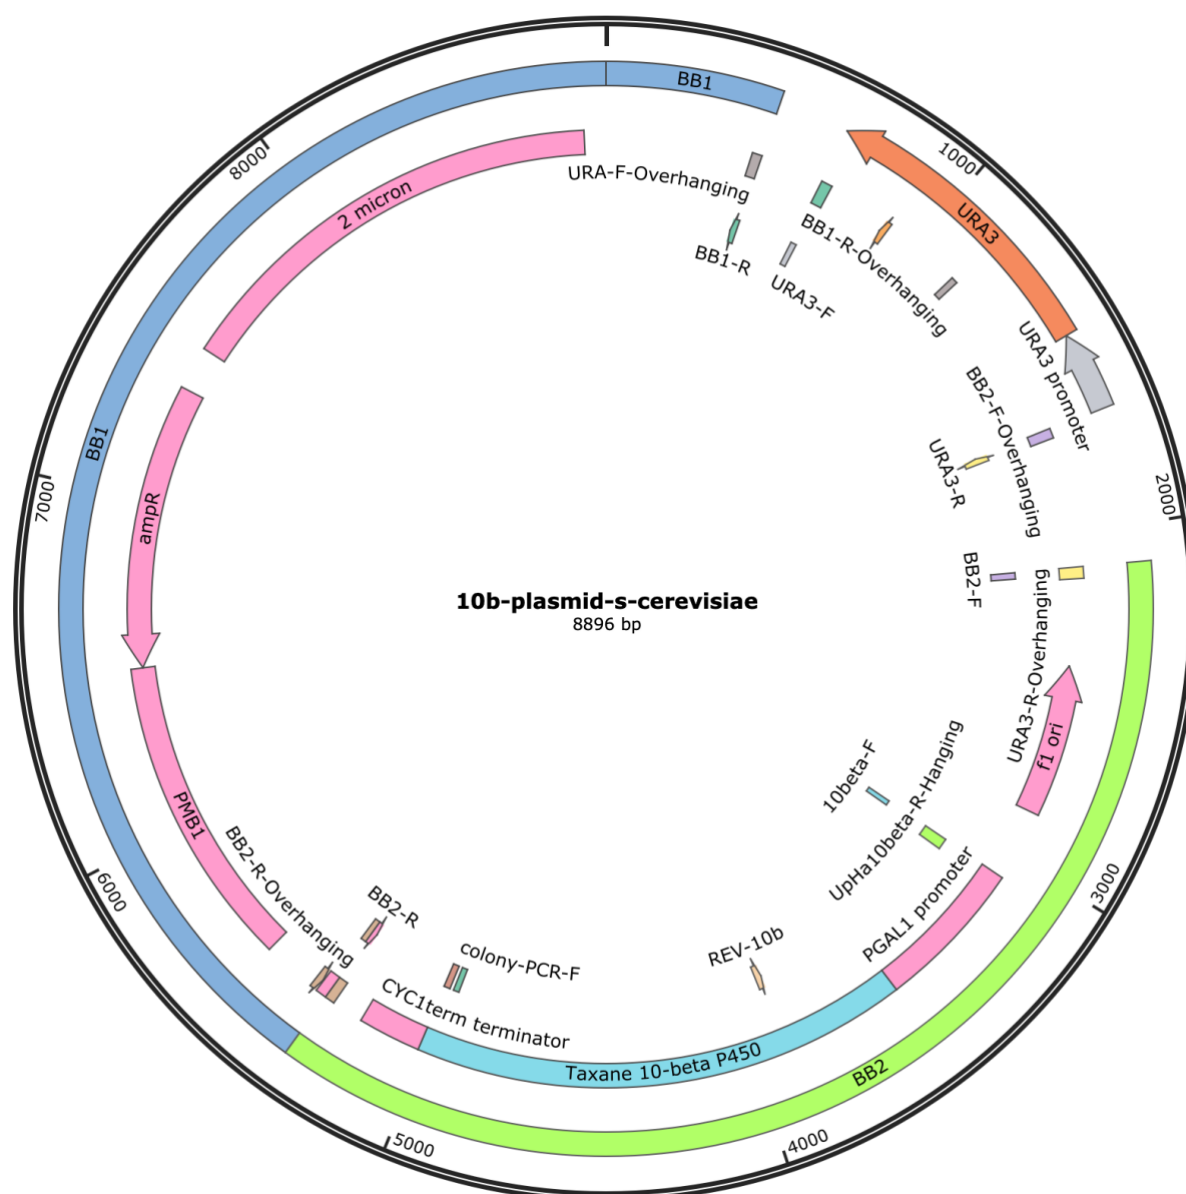 BB1
URA-F-Overhanging
BB1-R
URA3-F
BB1-R-Overhanging
1000
URA3
URA3 promoter
BB2-F-Overhanging
URA3-R
2000
BB2-F
URA3-R-Overhanging
f1 ori
10beta-F
UpHa10beta-R-Hanging
3000
PGAL1 promoter
REV-10b
BB2
4000
Taxane 10-beta P450
CYC1term terminator
colony-PCR-F
5000
BB2-R
BB2-R-Overhanging
6000
PMB1
ampR
7000
BB1
8000
2 micron
10b-plasmid-s-cerevisiae
8896 bp